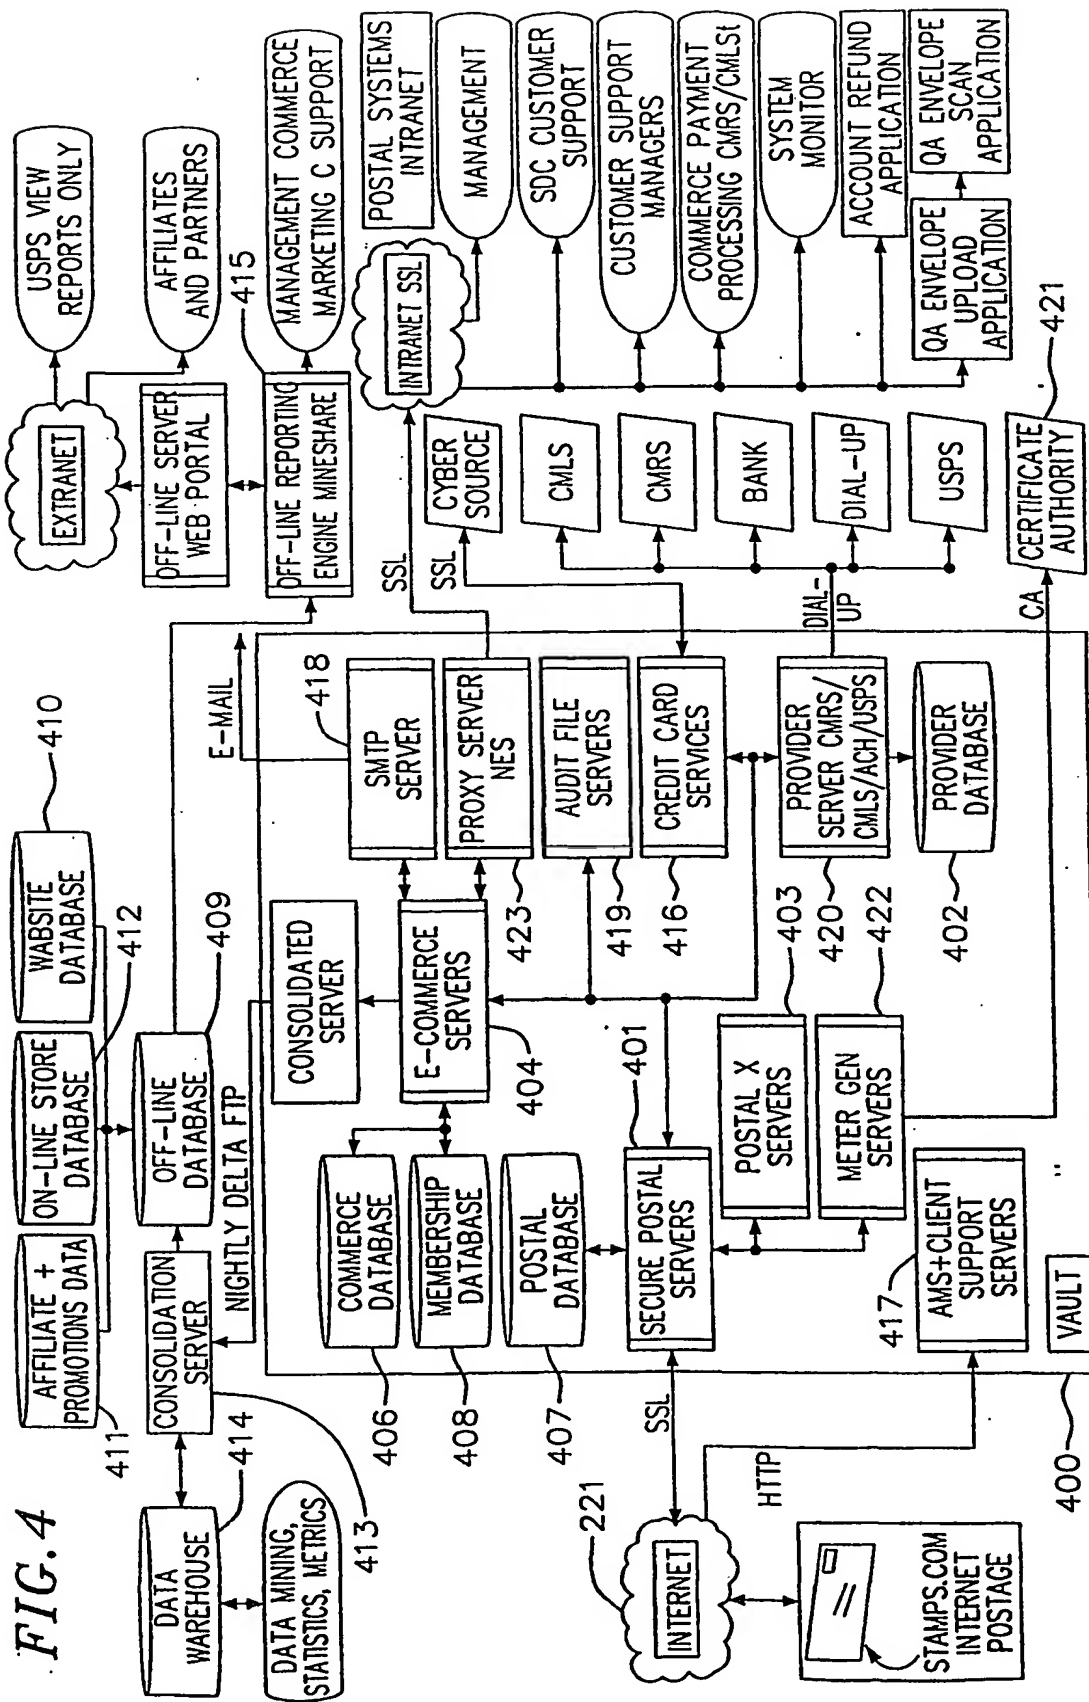 FIG. 4
DATA
WAREHOUSE
414
DATA MINING,
STATISTICS, METRICS
413
AFFILIATE +
PROMOTIONS DATA
411
ON-LINE STORE
DATABASE
412
WABSITE
DATABASE
410
CONSOLIDATION
SERVER
OFF-LINE
DATABASE
409
NIGHTLY DELTA FTP
E-MAIL
USPS VIEW
REPORTS ONLY
EXTRANET
AFFILIATES
AND PARTNERS
OFF-LINE SERVER
WEB PORTAL
415
OFF-LINE REPORTING
ENGINE MINESHARE
MANAGEMENT COMMERCE
MARKETING C SUPPORT
POSTAL SYSTEMS
INTRANET
INTRANET SSL
MANAGEMENT
SDC CUSTOMER
SUPPORT
CUSTOMER SUPPORT
MANAGERS
COMMERCE PAYMENT
PROCESSING CMRS/CMLSt
SYSTEM
MONITOR
ACCOUNT REFUND
APPLICATION
QA ENVELOPE
UPLOAD
APPLICATION
QA ENVELOPE
SCAN
APPLICATION
SSL
SSL
CYBER
SOURCE
CMLS
CMRS
BANK
DIAL-UP
USPS
DIAL-
UP
CA
CERTIFICATE
AUTHORITY
421
COMMERCE
DATABASE
406
MEMBERSHIP
DATABASE
408
POSTAL
DATABASE
407
CONSOLIDATED
SERVER
E-COMMERCE
SERVERS
404
SMTP
SERVER
418
PROXY SERVER
NES
423
AUDIT FILE
SERVERS
419
CREDIT CARD
SERVICES
416
PROVIDER
SERVER CMRS/
CMLS/ACH/USPS
420
PROVIDER
DATABASE
402
SECURE POSTAL
SERVERS
401
POSTAL X
SERVERS
403
METER GEN
SERVERS
422
AMS+CLIENT
SUPPORT
SERVERS
417
VAULT
400
SSL
HTTP
221
INTERNET
STAMPS.COM
INTERNET
POSTAGE